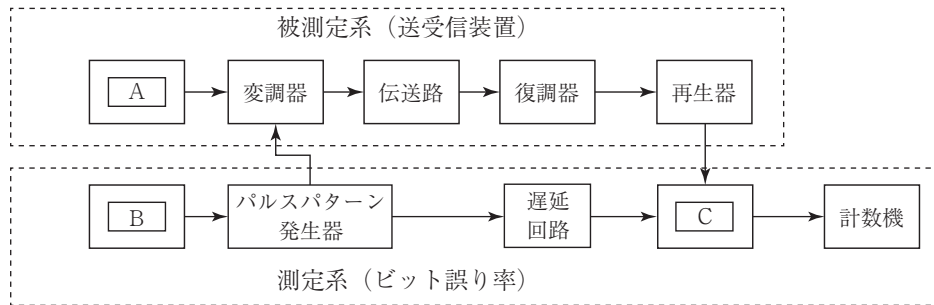 被測定系（送受信装置）
A
変調器
伝送路
復調器
再生器
B
パルスパターン
発生器
遅延
回路
C
計数機
測定系（ビット誤り率）